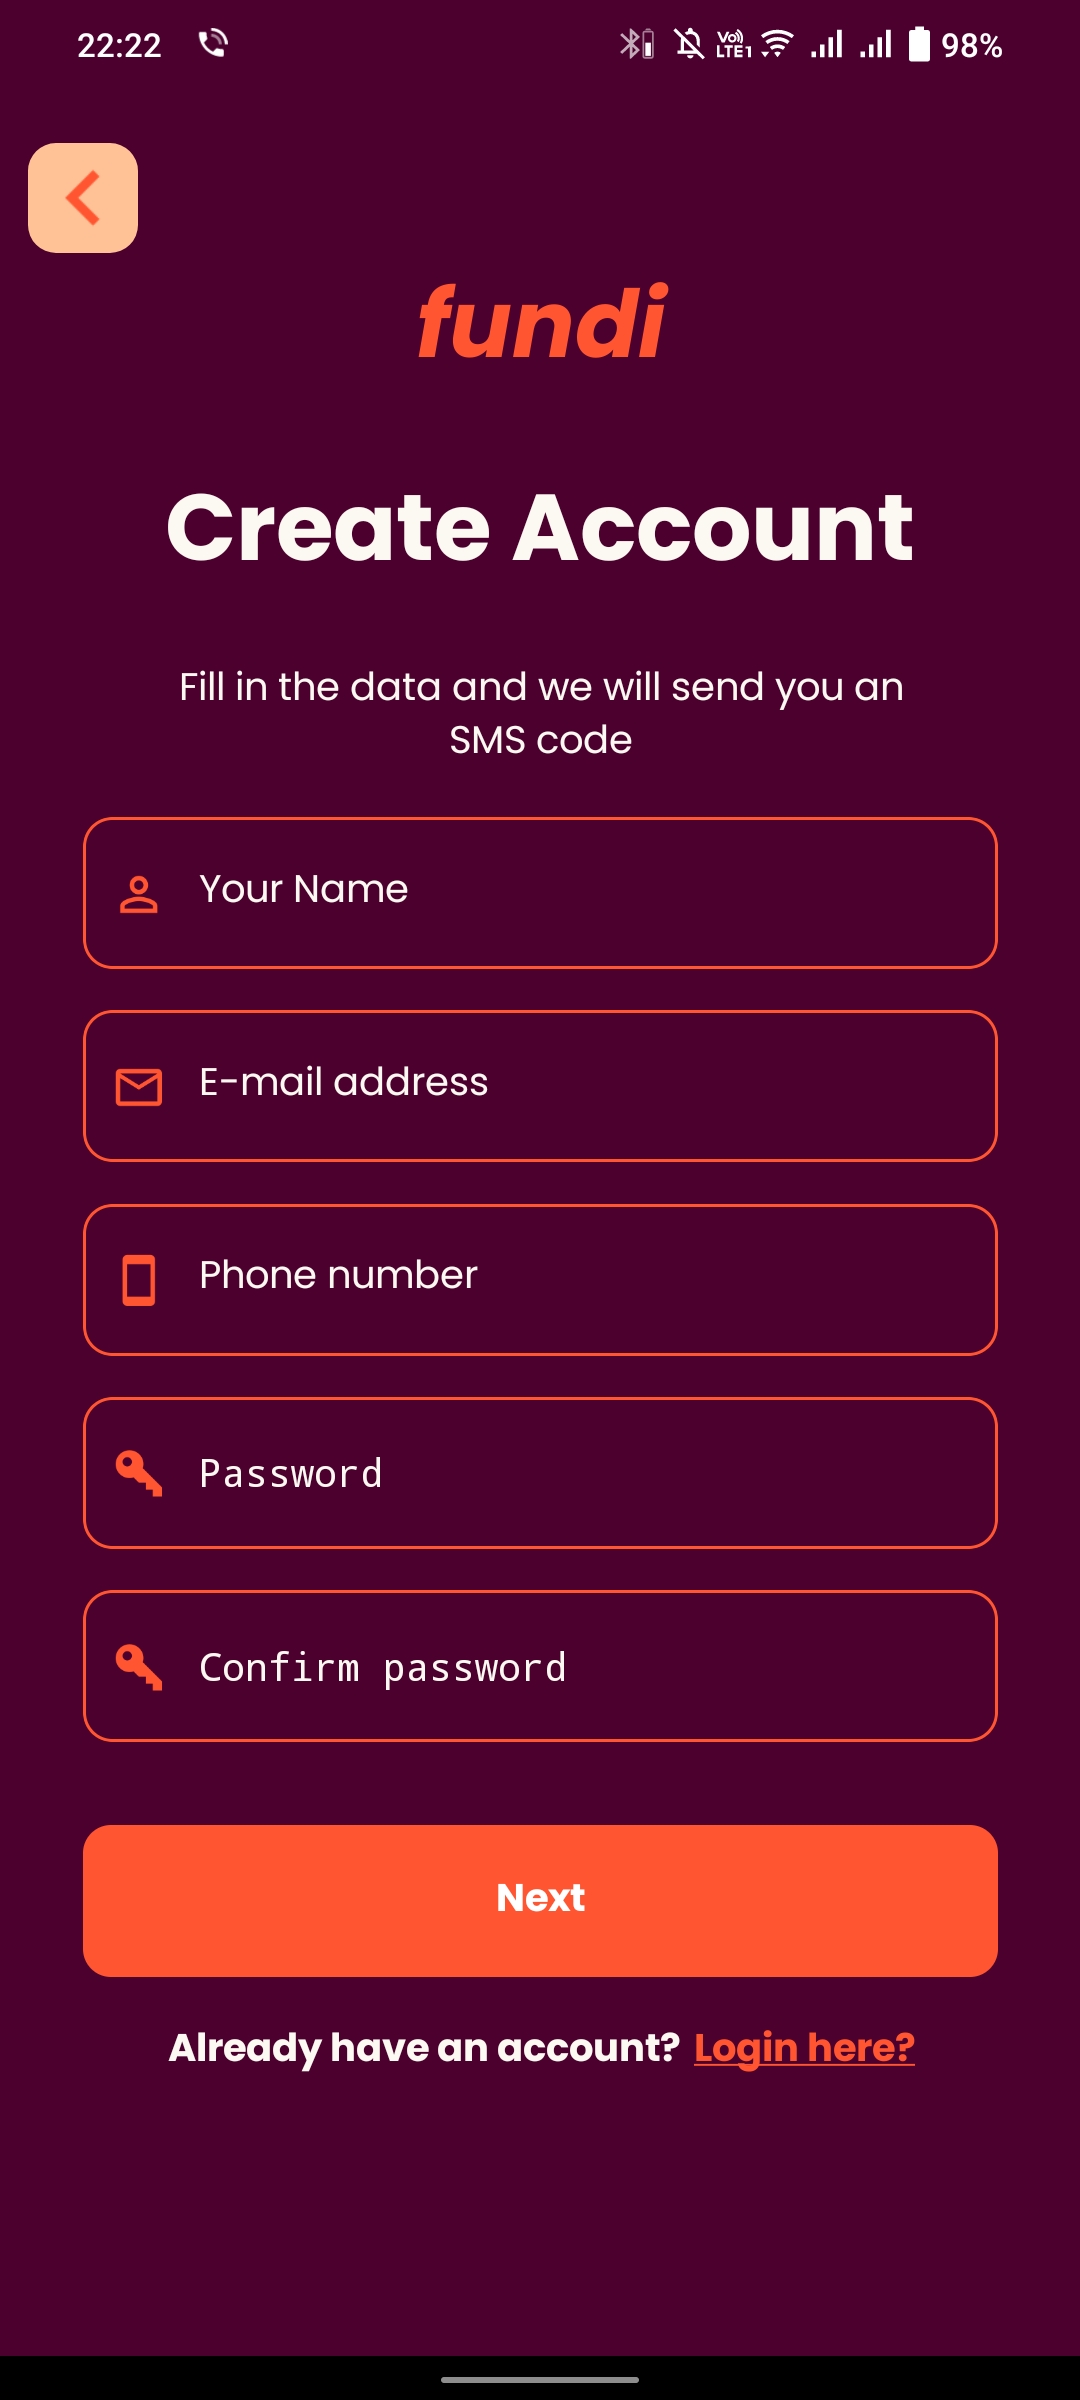 22:22
Vo) LTE1
98%
fundi
Create Account
Fill in the data and we will send you an
SMS code
Your Name
E-mail address
Phone number
Password
Confirm password
Next
Already have an account? Login here?